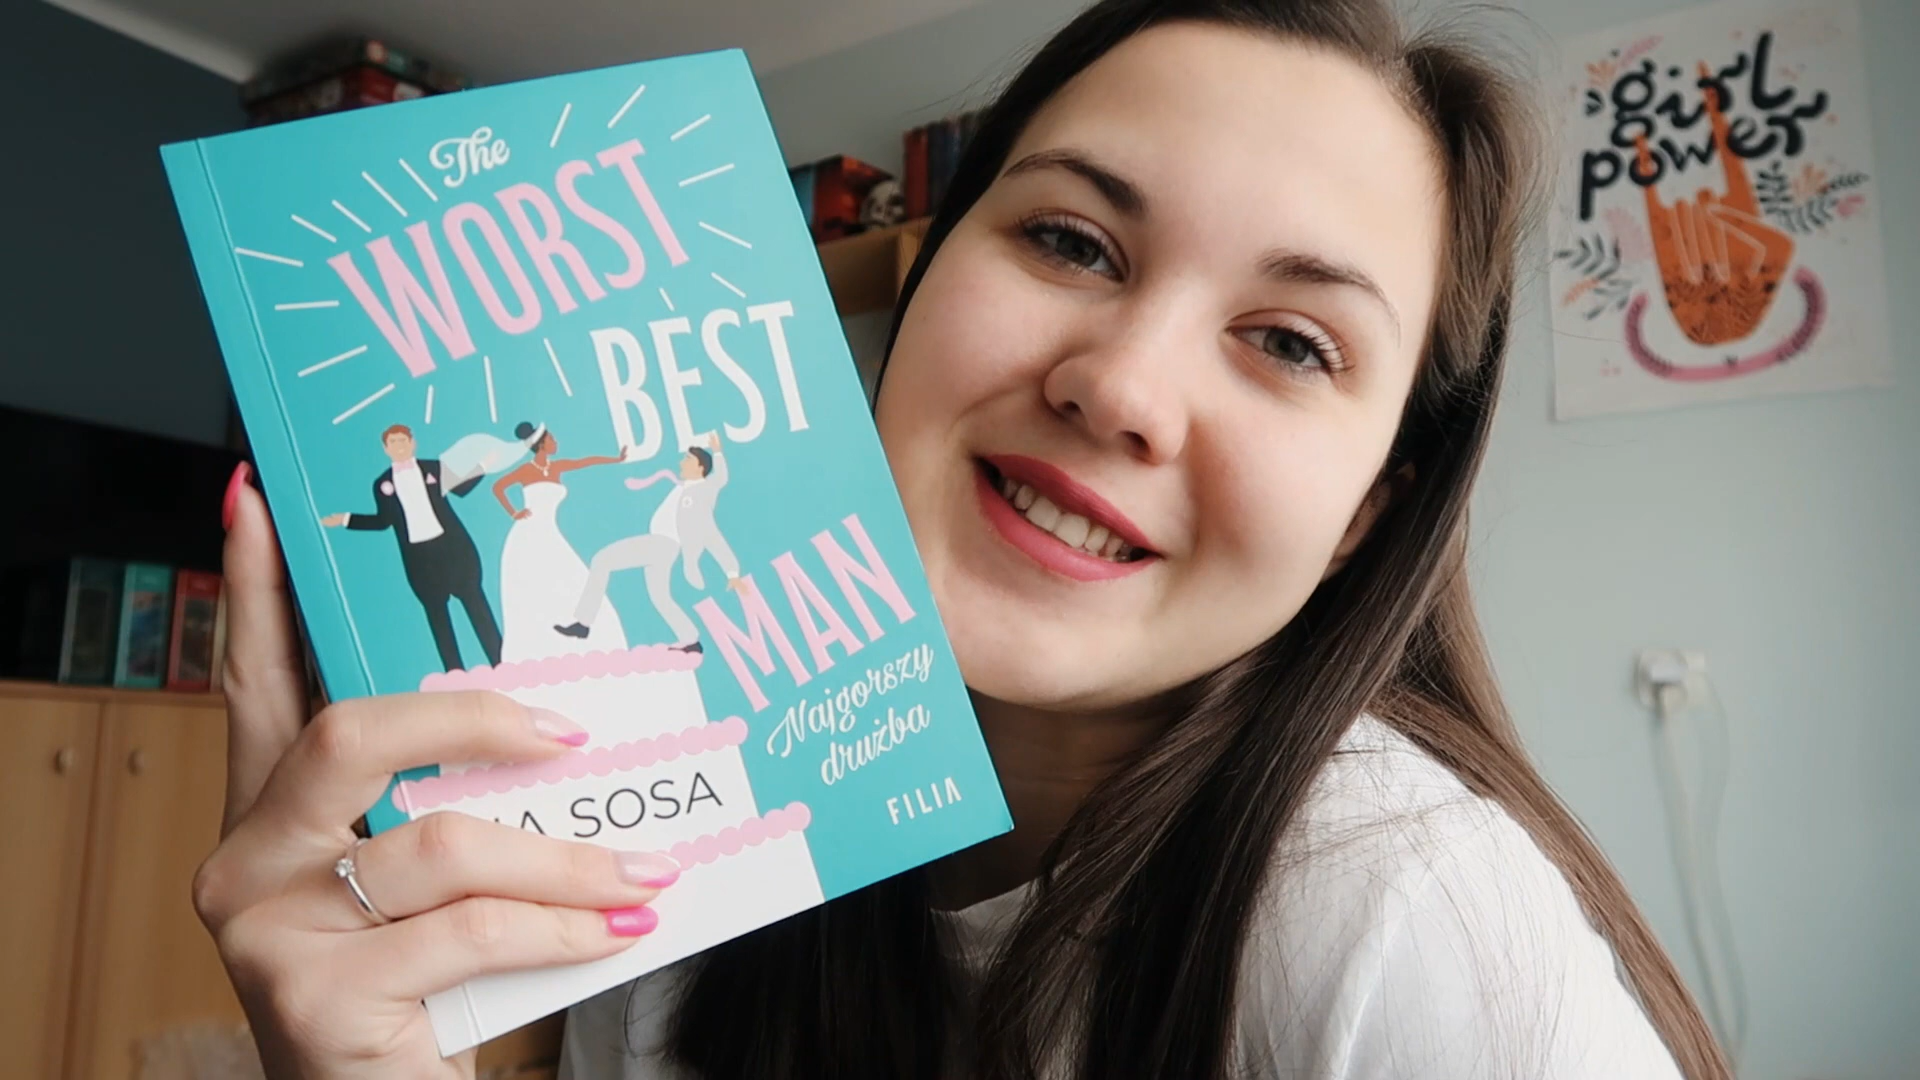 The
WORST
BEST
MAN
Najgorszy
drużba
SOSA
FILIA
girl
power